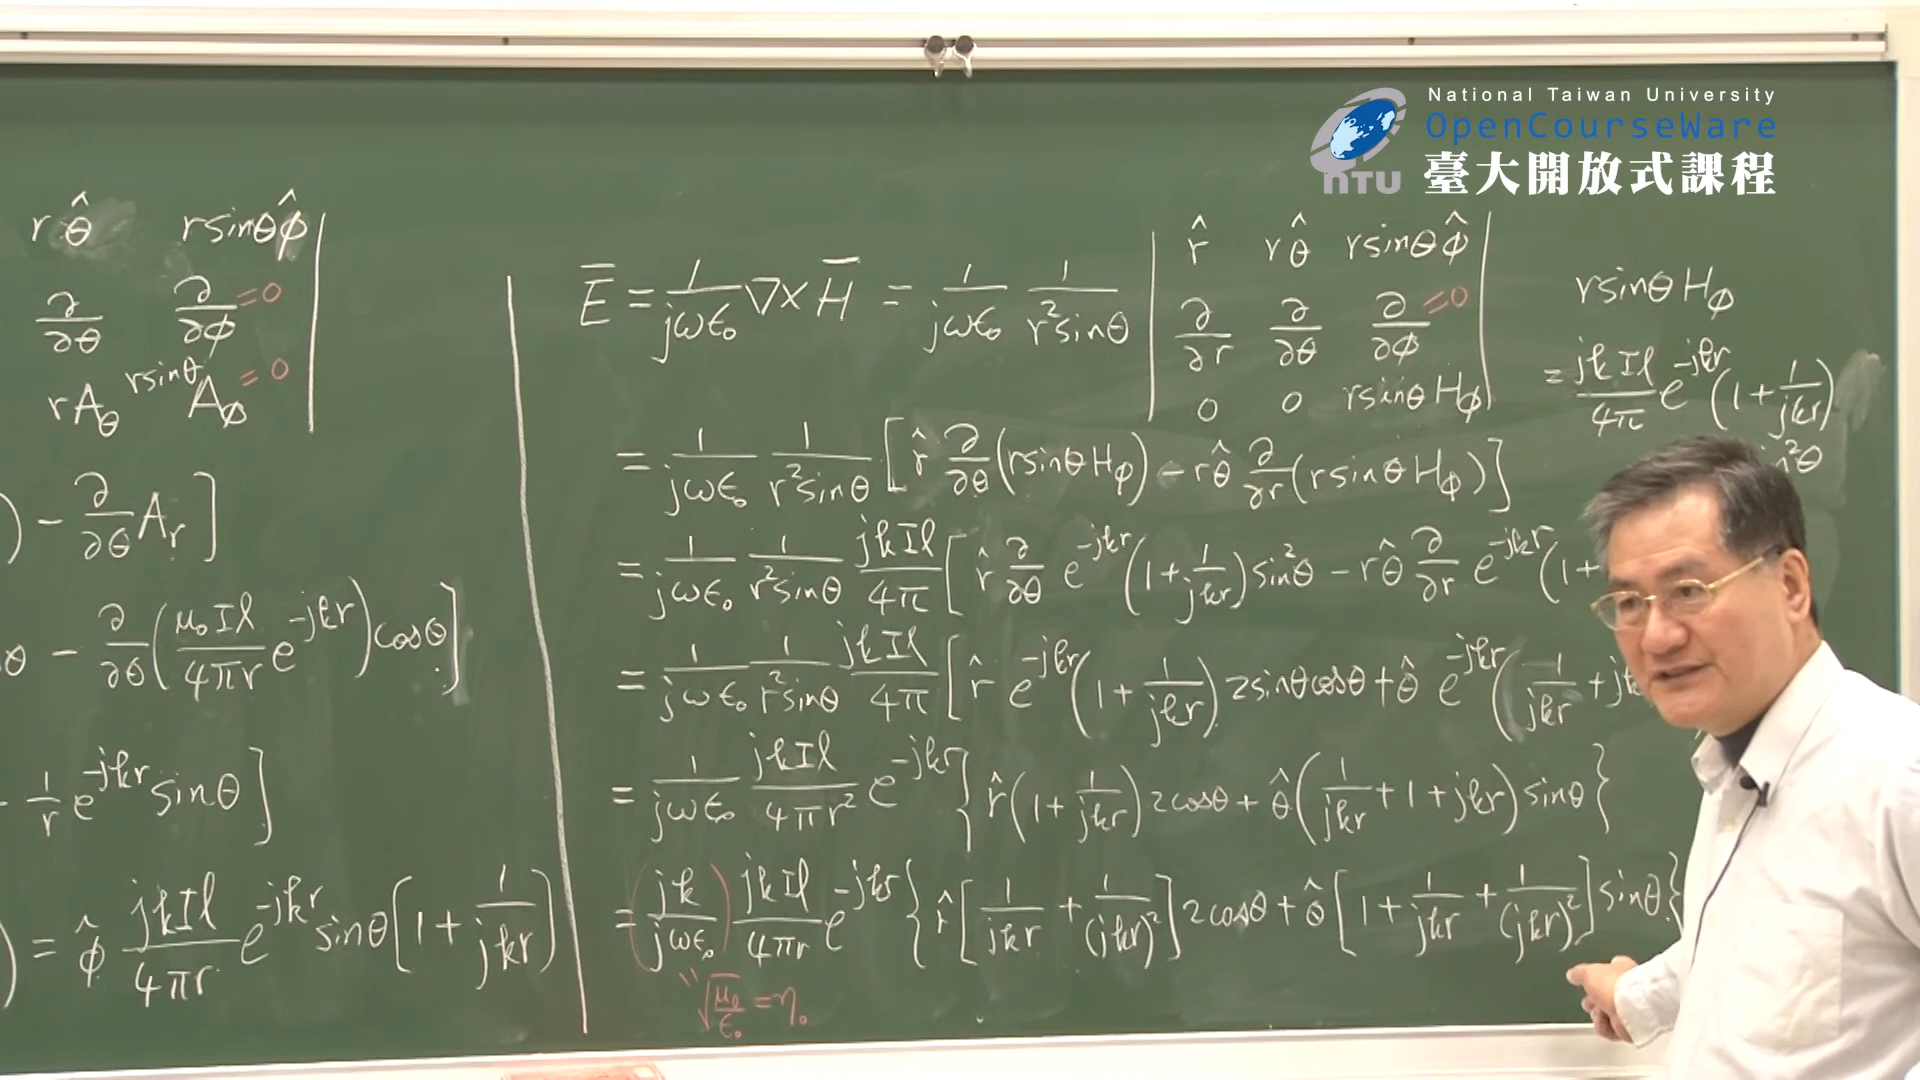 National Taiwan University
OpenCourseWare
臺大開放式課程
NTU
r θ̂   r sinθ φ̂
∂/∂θ   ∂/∂φ = 0
rA_θ   r sinθ A_φ = 0
) − ∂/∂θ A_r ]
θ − ∂/∂θ ( μ₀Iℓ/4πr e^{-jkr} ) cosθ ]
- 1/r e^{-jkr} sinθ ]
) = φ̂ jkIℓ/4πr e^{-jkr} sinθ [ 1 + 1/jkr ]
E̅ = 1/jωε₀ ∇×H̅ = 1/jωε₀ 1/r²sinθ | r̂   rθ̂   r sinθ φ̂ |
| ∂/∂r   ∂/∂θ   ∂/∂φ = 0 |
| 0   0   r sinθ H_φ |
= 1/jωε₀ 1/r²sinθ [ r̂ ∂/∂θ (r sinθ H_φ) − rθ̂ ∂/∂r (r sinθ H_φ) ]
= 1/jωε₀ 1/r²sinθ jkIℓ/4π [ r̂ ∂/∂θ e^{-jkr} (1 + 1/jkr) sin²θ − rθ̂ ∂/∂r e^{-jkr} (1 +
= 1/jωε₀ 1/r²sinθ jkIℓ/4π [ r̂ e^{-jkr} (1 + 1/jkr) 2sinθcosθ + θ̂ e^{-jkr} ( 1/jkr + jk
= 1/jωε₀ jkIℓ/4πr² e^{-jkr} { r̂ (1 + 1/jkr) 2cosθ + θ̂ ( 1/jkr + 1 + jkr ) sinθ }
= ( jk/jωε₀ ) jkIℓ/4πr e^{-jkr} { r̂ [ 1/jkr + 1/(jkr)² ] 2cosθ + θ̂ [ 1 + 1/jkr + 1/(jkr)² ] sinθ }
" √(μ₀/ε₀) = η₀
r sinθ H_φ
= jkIℓ/4π e^{-jkr} (1 + 1/jkr)
²θ